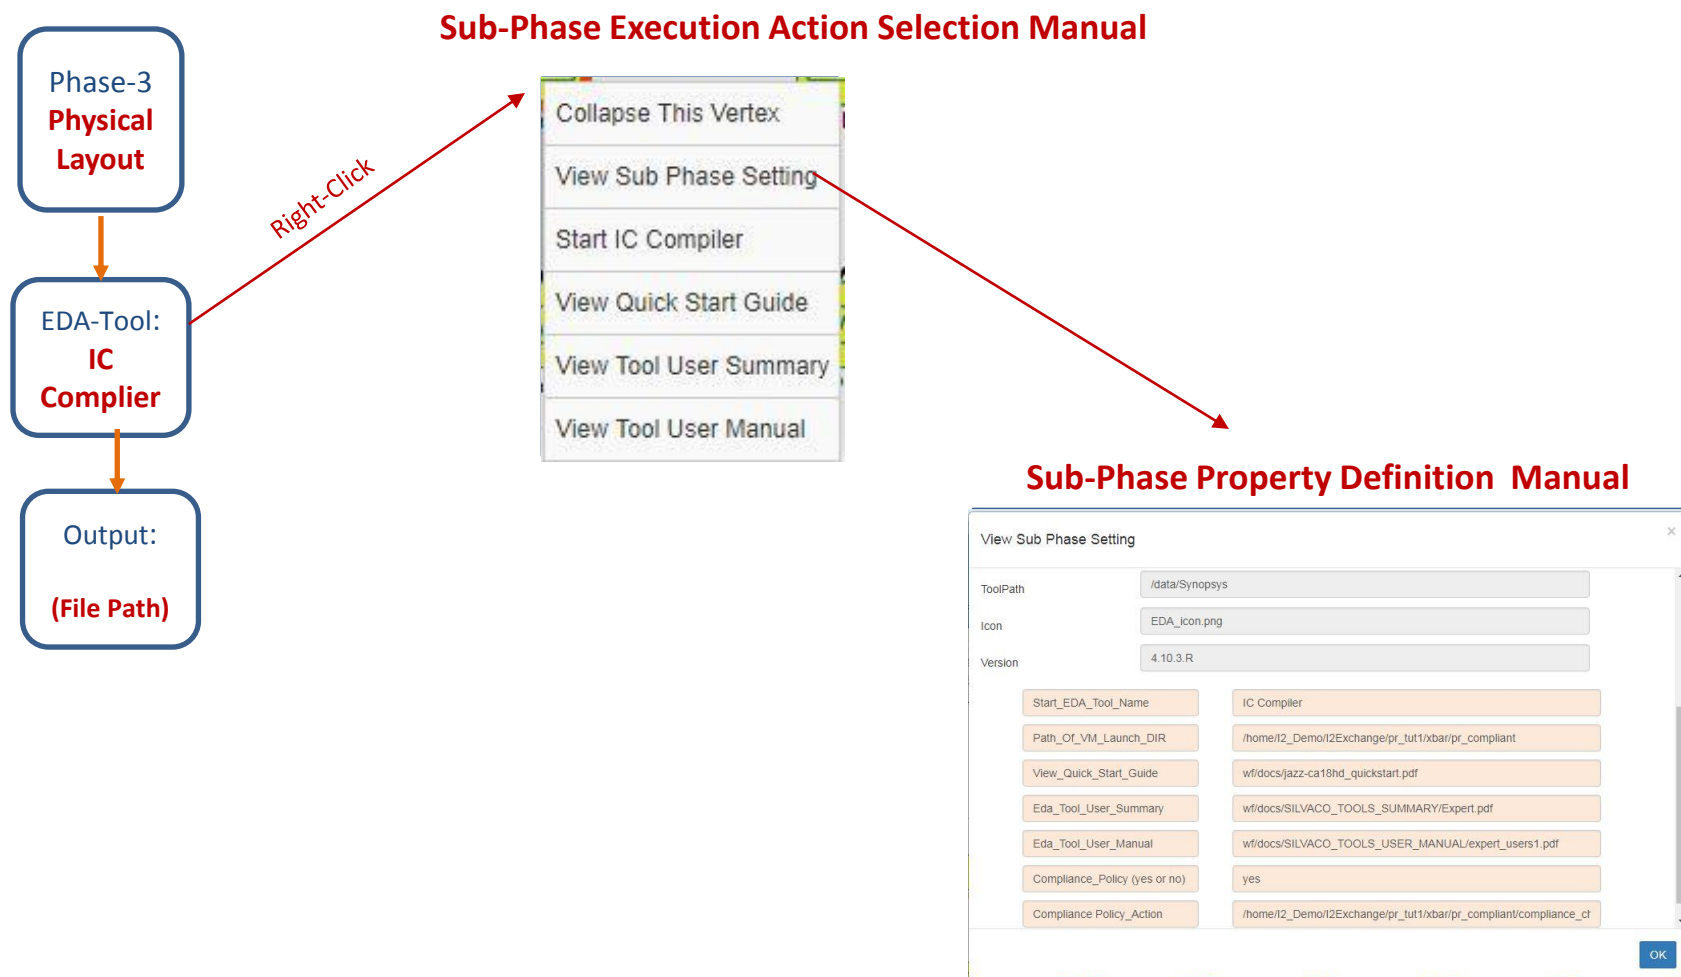 Sub-Phase Execution Action Selection Manual
Phase-3
Physical
Layout
Right-Click
EDA-Tool:
IC
Complier
Output:
(File Path)
Collapse This Vertex
View Sub Phase Setting
Start IC Compiler
View Quick Start Guide
View Tool User Summary
View Tool User Manual
Sub-Phase Property Definition Manual
View Sub Phase Setting ×
ToolPath /data/Synopsys
Icon EDA_icon.png
Version 4.10.3.R
Start_EDA_Tool_Name IC Compiler
Path_Of_VM_Launch_DIR /home/I2_Demo/I2Exchange/pr_tut1/xbar/pr_compliant
View_Quick_Start_Guide wf/docs/jazz-ca18hd_quickstart.pdf
Eda_Tool_User_Summary wf/docs/SILVACO_TOOLS_SUMMARY/Expert.pdf
Eda_Tool_User_Manual wf/docs/SILVACO_TOOLS_USER_MANUAL/expert_users1.pdf
Compliance_Policy (yes or no) yes
Compliance Policy_Action /home/I2_Demo/I2Exchange/pr_tut1/xbar/pr_compliant/compliance_ch
OK